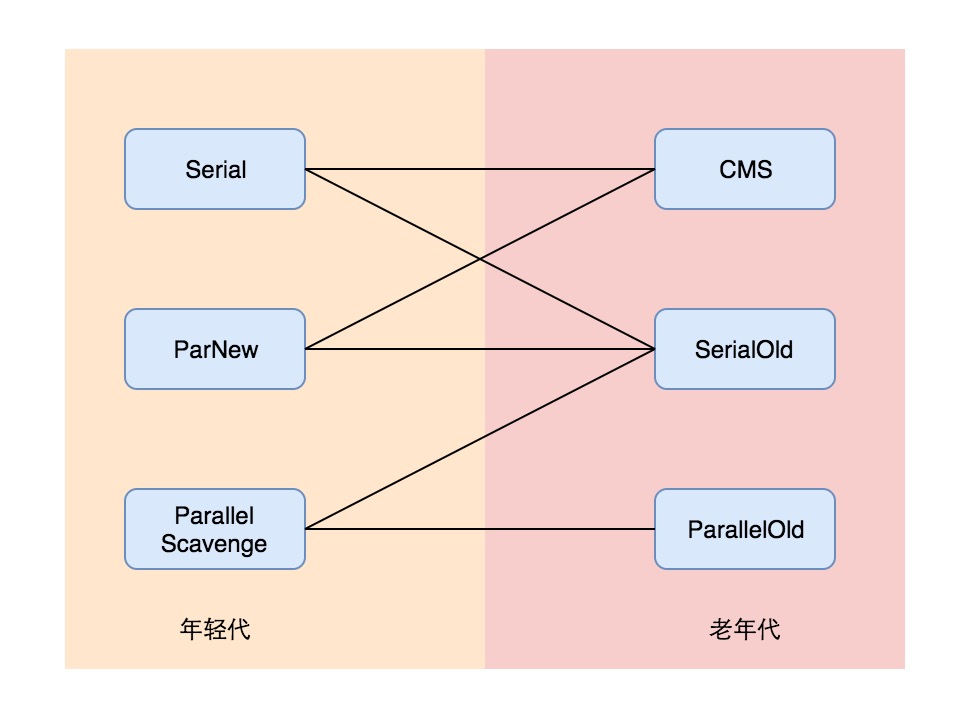 Serial
CMS
ParNew
SerialOld
Parallel
Scavenge
ParallelOld
年轻代
老年代